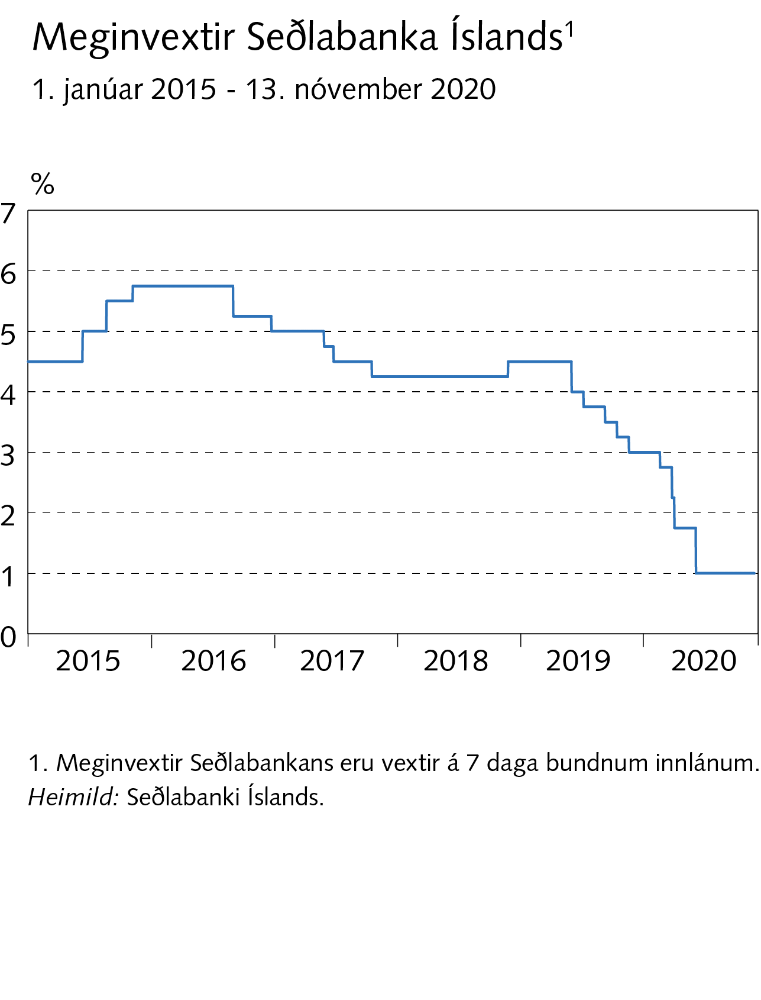 Meginvextir Seðlabanka Íslands¹
1. janúar 2015 - 13. nóvember 2020
%
7
6
5
4
3
2
1
0
2015 2016 2017 2018 2019 2020
1. Meginvextir Seðlabankans eru vextir á 7 daga bundnum innlánum.
Heimild: Seðlabanki Íslands.